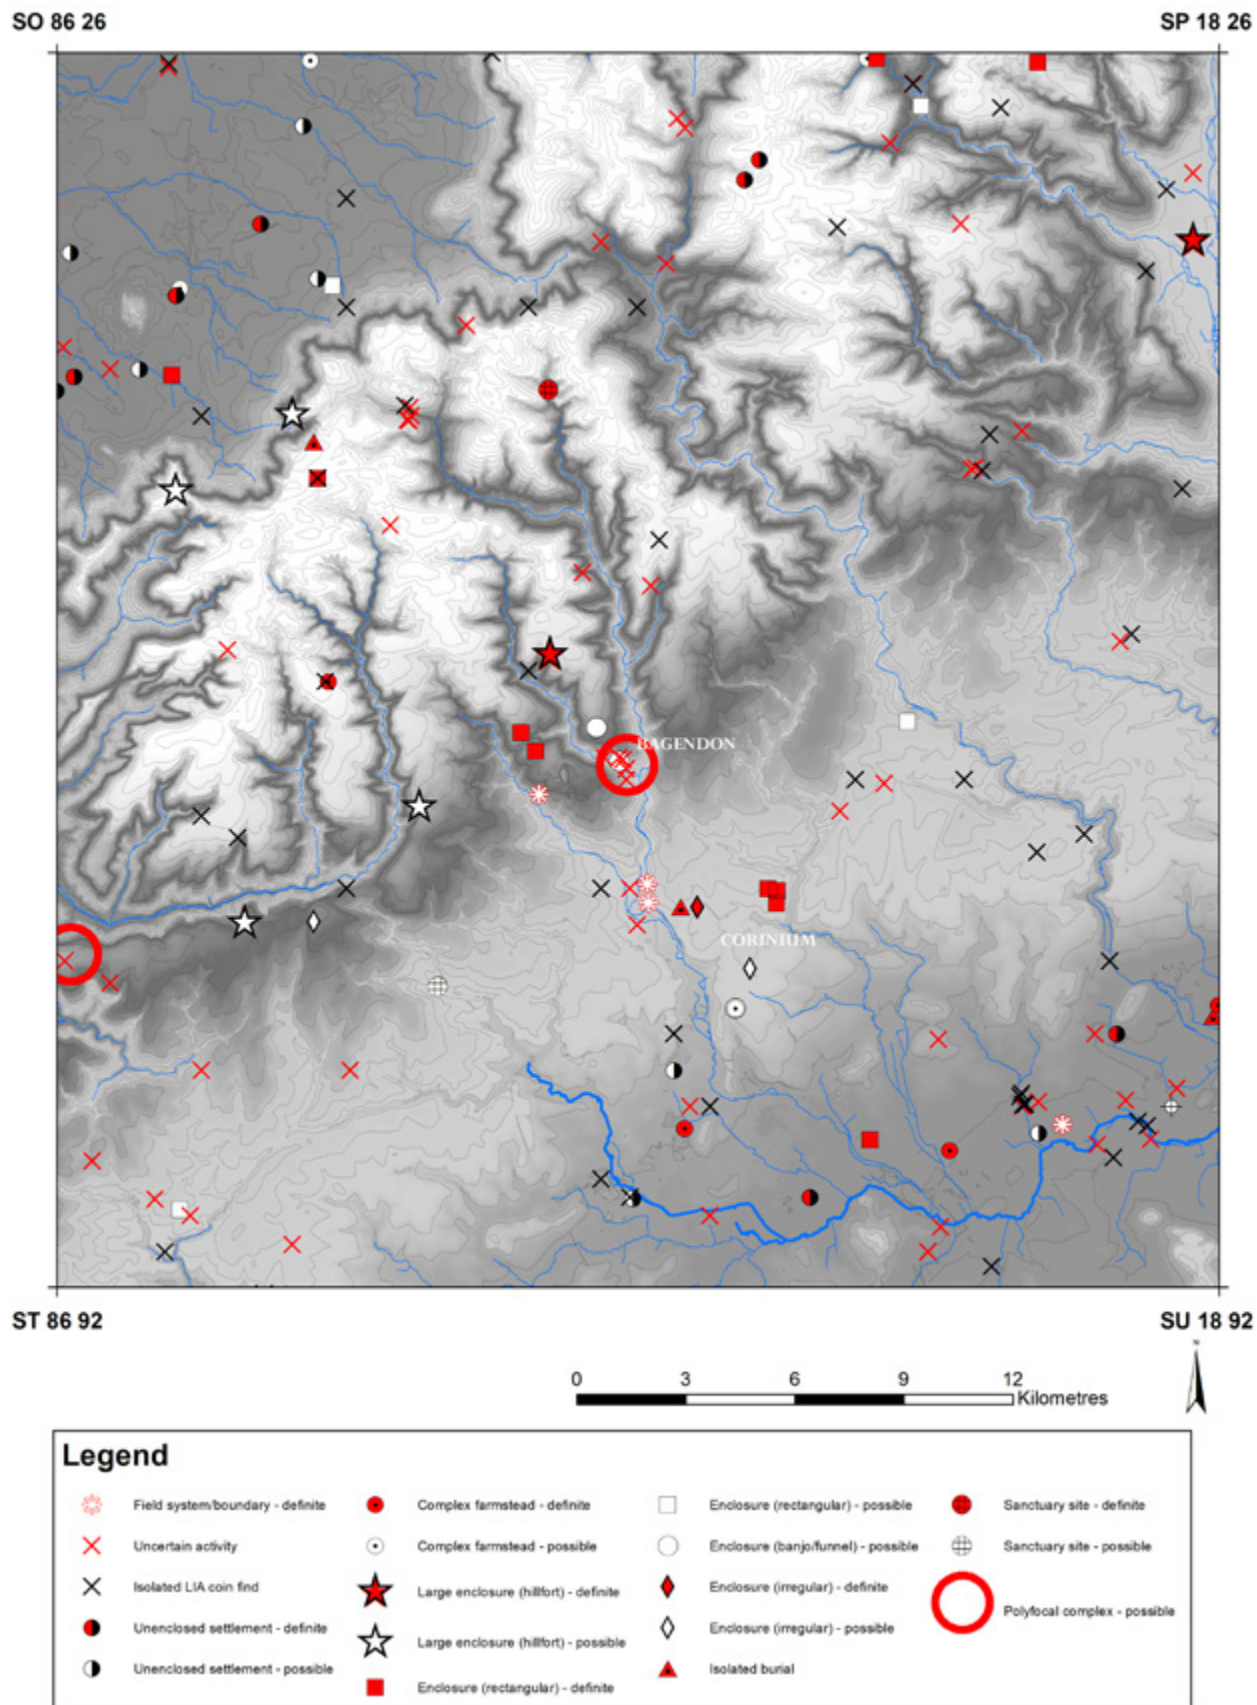 SO 86 26
SP 18 26
BAGENDON
CORINIUM
ST 86 92
SU 18 92
N
0 3 6 9 12
Kilometres
Legend
Field system/boundary - definite
Uncertain activity
Isolated LIA coin find
Unenclosed settlement - definite
Unenclosed settlement - possible
Complex farmstead - definite
Complex farmstead - possible
Large enclosure (hillfort) - definite
Large enclosure (hillfort) - possible
Enclosure (rectangular) - definite
Enclosure (rectangular) - possible
Enclosure (banjo/funnel) - possible
Enclosure (irregular) - definite
Enclosure (irregular) - possible
Isolated burial
Sanctuary site - definite
Sanctuary site - possible
Polyfocal complex - possible